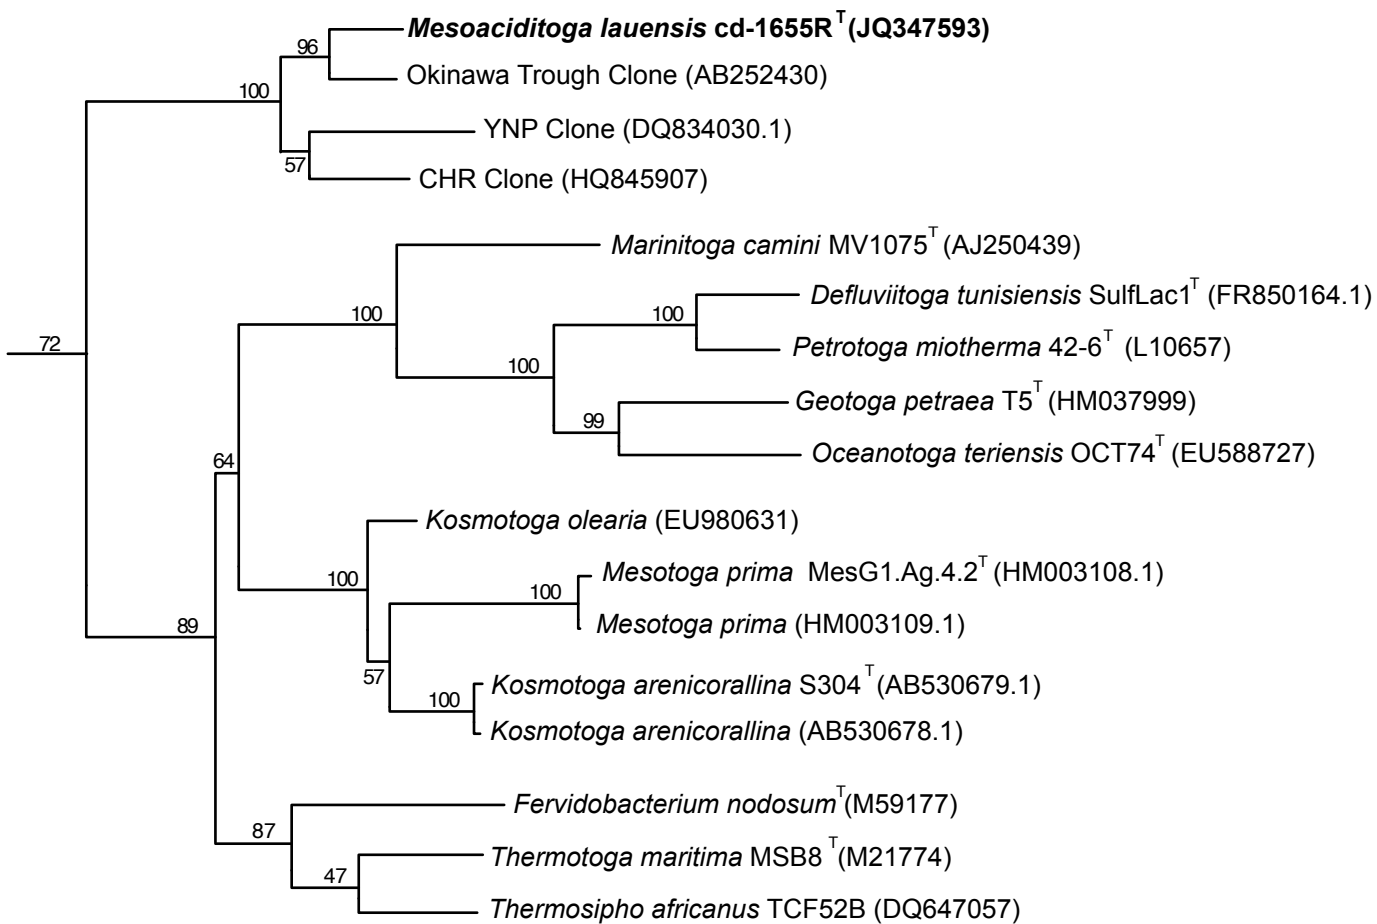 Mesoaciditoga lauensis cd-1655R^T (JQ347593)
96
Okinawa Trough Clone (AB252430)
100
YNP Clone (DQ834030.1)
57
CHR Clone (HQ845907)
Marinitoga camini MV1075^T (AJ250439)
Defluviitoga tunisiensis SulfLac1^T (FR850164.1)
100
100
72
Petrotoga miotherma 42-6^T (L10657)
100
Geotoga petraea T5^T (HM037999)
99
Oceanotoga teriensis OCT74^T (EU588727)
64
Kosmotoga olearia (EU980631)
Mesotoga prima MesG1.Ag.4.2^T (HM003108.1)
100
100
Mesotoga prima (HM003109.1)
89
57
Kosmotoga arenicorallina S304^T (AB530679.1)
100
Kosmotoga arenicorallina (AB530678.1)
Fervidobacterium nodosum^T (M59177)
87
Thermotoga maritima MSB8^T (M21774)
47
Thermosipho africanus TCF52B (DQ647057)